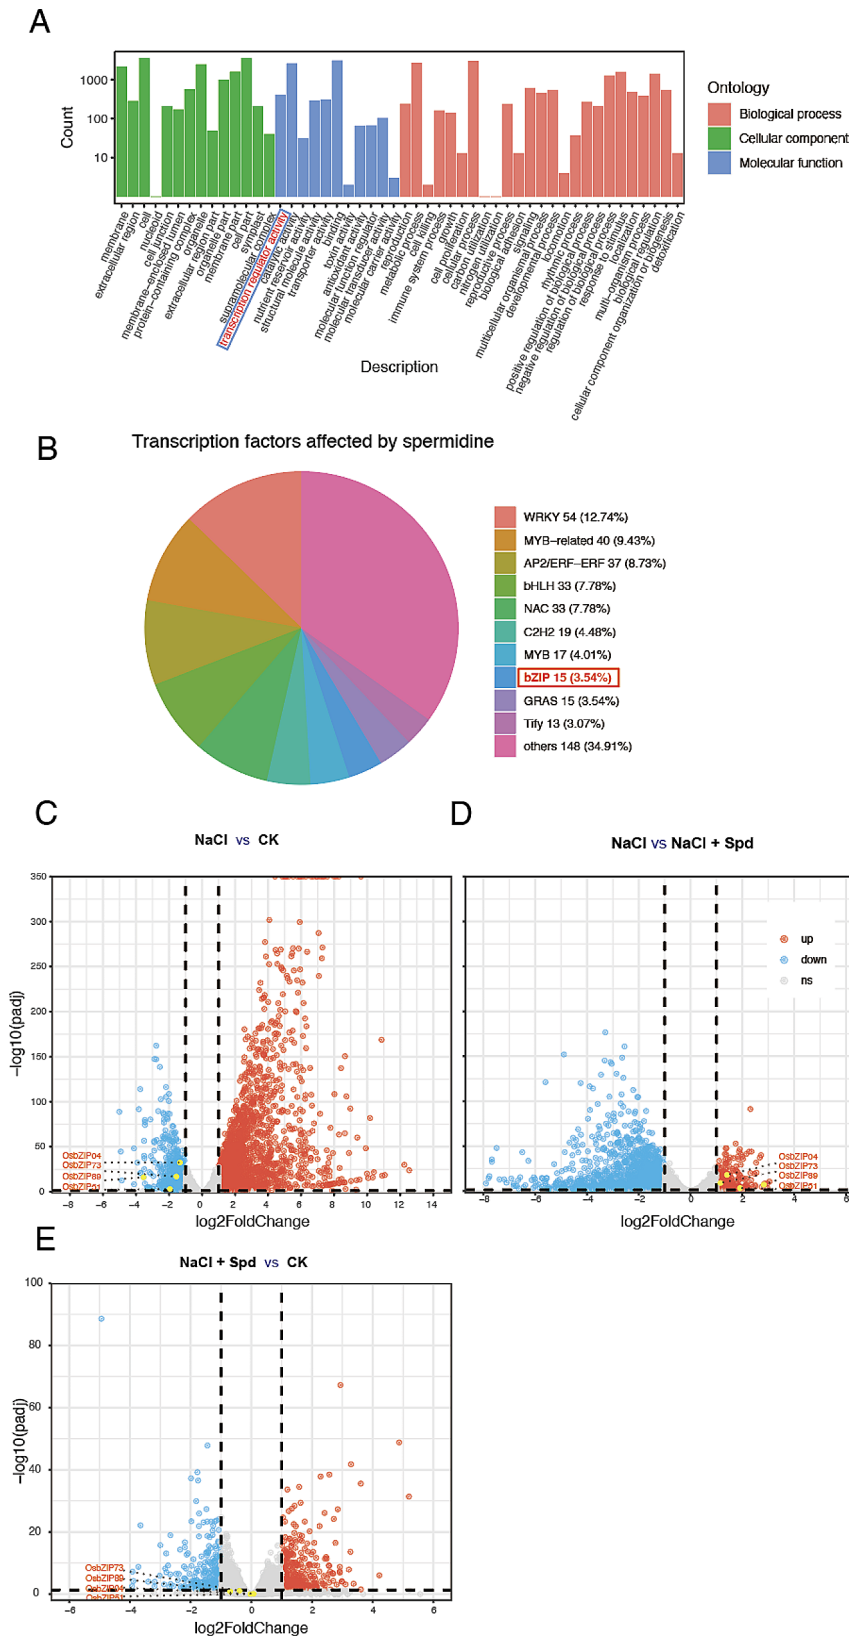 A
1000
100
10
Count
membrane
extracellular region
cell
nucleoid
cell junction
membrane−enclosed lumen
protein−containing complex
organelle
extracellular region part
organelle part
membrane part
cell part
symplast
supramolecular complex
transcription regulator activity
catalytic activity
nutrient reservoir activity
structural molecule activity
transporter activity
binding
toxin activity
antioxidant activity
molecular function regulator
molecular transducer activity
molecular carrier activity
reproduction
metabolic process
cell killing
immune system process
growth
cell proliferation
cellular process
carbon utilization
nitrogen utilization
reproductive process
biological adhesion
signaling
multicellular organismal process
developmental process
locomotion
rhythmic process
positive regulation of biological process
negative regulation of biological process
regulation of biological process
response to stimulus
localization
multi−organism process
biological regulation
cellular component organization or biogenesis
detoxification
Description
Ontology
Biological process
Cellular component
Molecular function
B
Transcription factors affected by spermidine
WRKY 54 (12.74%)
MYB−related 40 (9.43%)
AP2/ERF−ERF 37 (8.73%)
bHLH 33 (7.78%)
NAC 33 (7.78%)
C2H2 19 (4.48%)
MYB 17 (4.01%)
bZIP 15 (3.54%)
GRAS 15 (3.54%)
Tify 13 (3.07%)
others 148 (34.91%)
C
NaCl vs CK
350
300
250
200
150
100
50
0
−log10(padj)
OsbZIP04
OsbZIP73
OsbZIP89
OsbZIP51
−8 −6 −4 −2 0 2 4 6 8 10 12 14
log2FoldChange
D
NaCl vs NaCl + Spd
up
down
ns
OsbZIP04
OsbZIP73
OsbZIP89
OsbZIP51
−8 −6 −4 −2 0 2 4 6
log2FoldChange
E
NaCl + Spd vs CK
100
80
60
40
20
0
−log10(padj)
OsbZIP73
OsbZIP89
OsbZIP04
OsbZIP51
−6 −4 −2 0 2 4 6
log2FoldChange